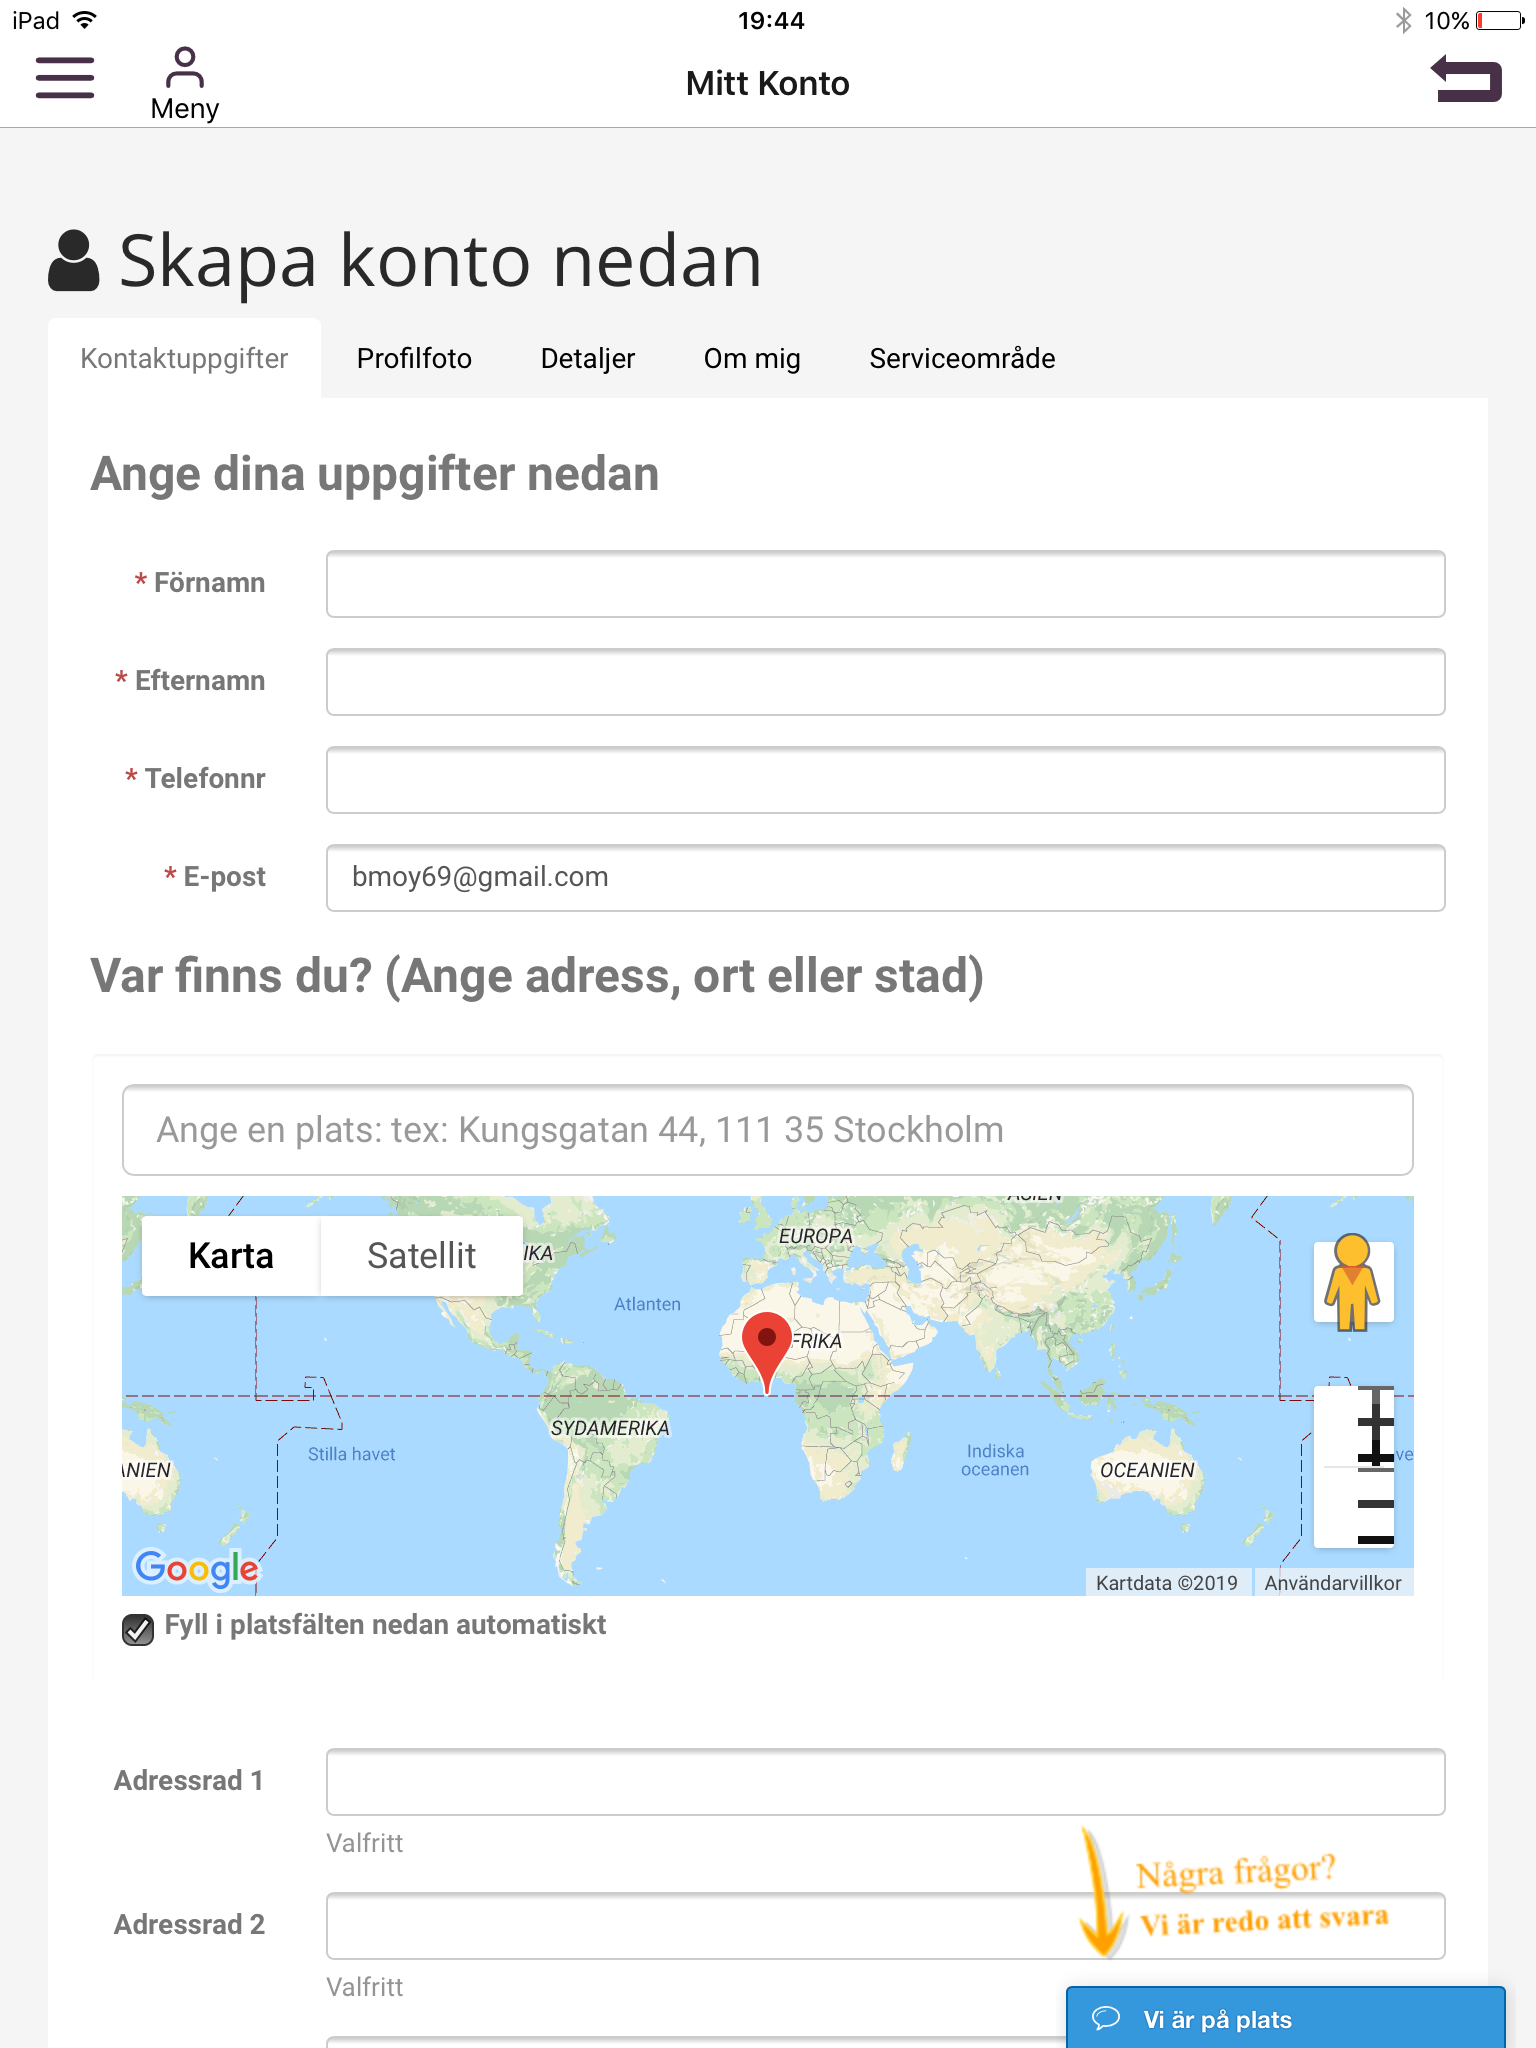 iPad
19:44
10%
Meny
Mitt Konto
Skapa konto nedan
Kontaktuppgifter
Profilfoto
Detaljer
Om mig
Serviceområde
Ange dina uppgifter nedan
* Förnamn
* Efternamn
* Telefonnr
* E-post
bmoy69@gmail.com
Var finns du? (Ange adress, ort eller stad)
Ange en plats: tex: Kungsgatan 44, 111 35 Stockholm
Karta
Satellit
IKA
EUROPA
ASIEN
Atlanten
FRIKA
SYDAMERIKA
Stilla havet
Indiska
oceanen
OCEANIEN
ANIEN
ve
Google
Kartdata ©2019
Användarvillkor
Fyll i platsfälten nedan automatiskt
Adressrad 1
Valfritt
Några frågor?
Vi är redo att svara
Adressrad 2
Valfritt
Vi är på plats